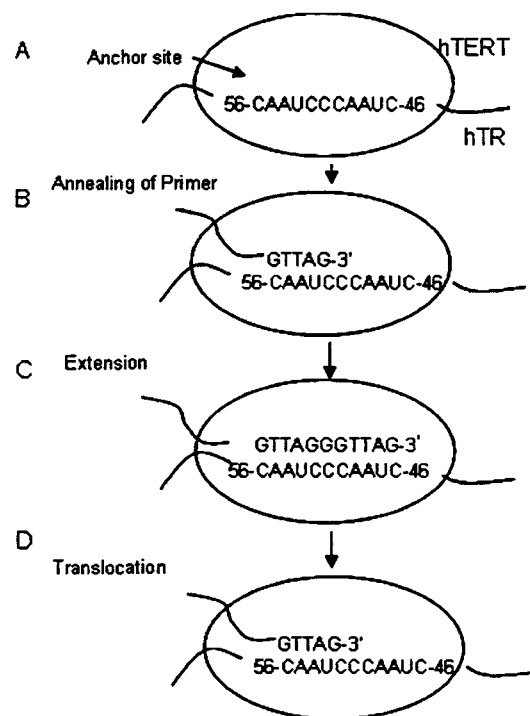 A
hTERT
Anchor site
56-CAAUCCCAAUC-46
hTR
B
Annealing of Primer
GTTAG-3'
56-CAAUCCCAAUC-46
C
Extension
GTTAGGGTTAG-3'
56-CAAUCCCAAUC-46
D
Translocation
GTTAG-3'
56-CAAUCCCAAUC-46